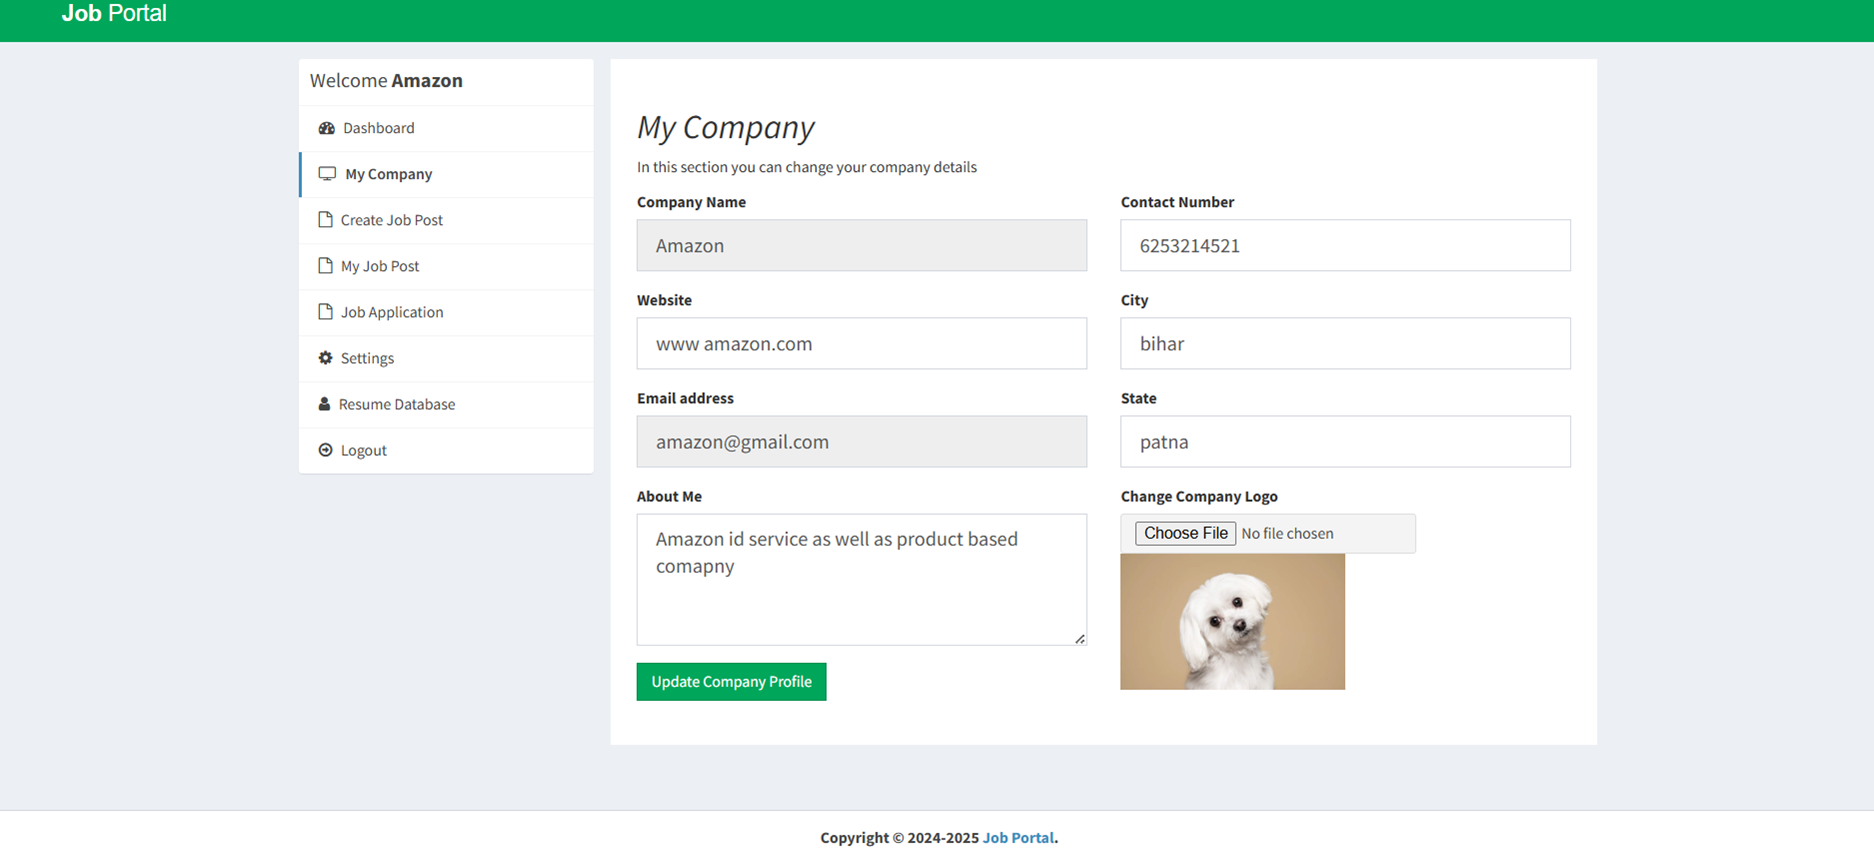 Job Portal
Welcome Amazon
Dashboard
My Company
Create Job Post
My Job Post
Job Application
Settings
Resume Database
Logout
My Company
In this section you can change your company details
Company Name
Amazon
Website
www amazon.com
Email address
amazon@gmail.com
About Me
Amazon id service as well as product based
comapny
Update Company Profile
Contact Number
6253214521
City
bihar
State
patna
Change Company Logo
Choose File No file chosen
Copyright © 2024-2025 Job Portal.